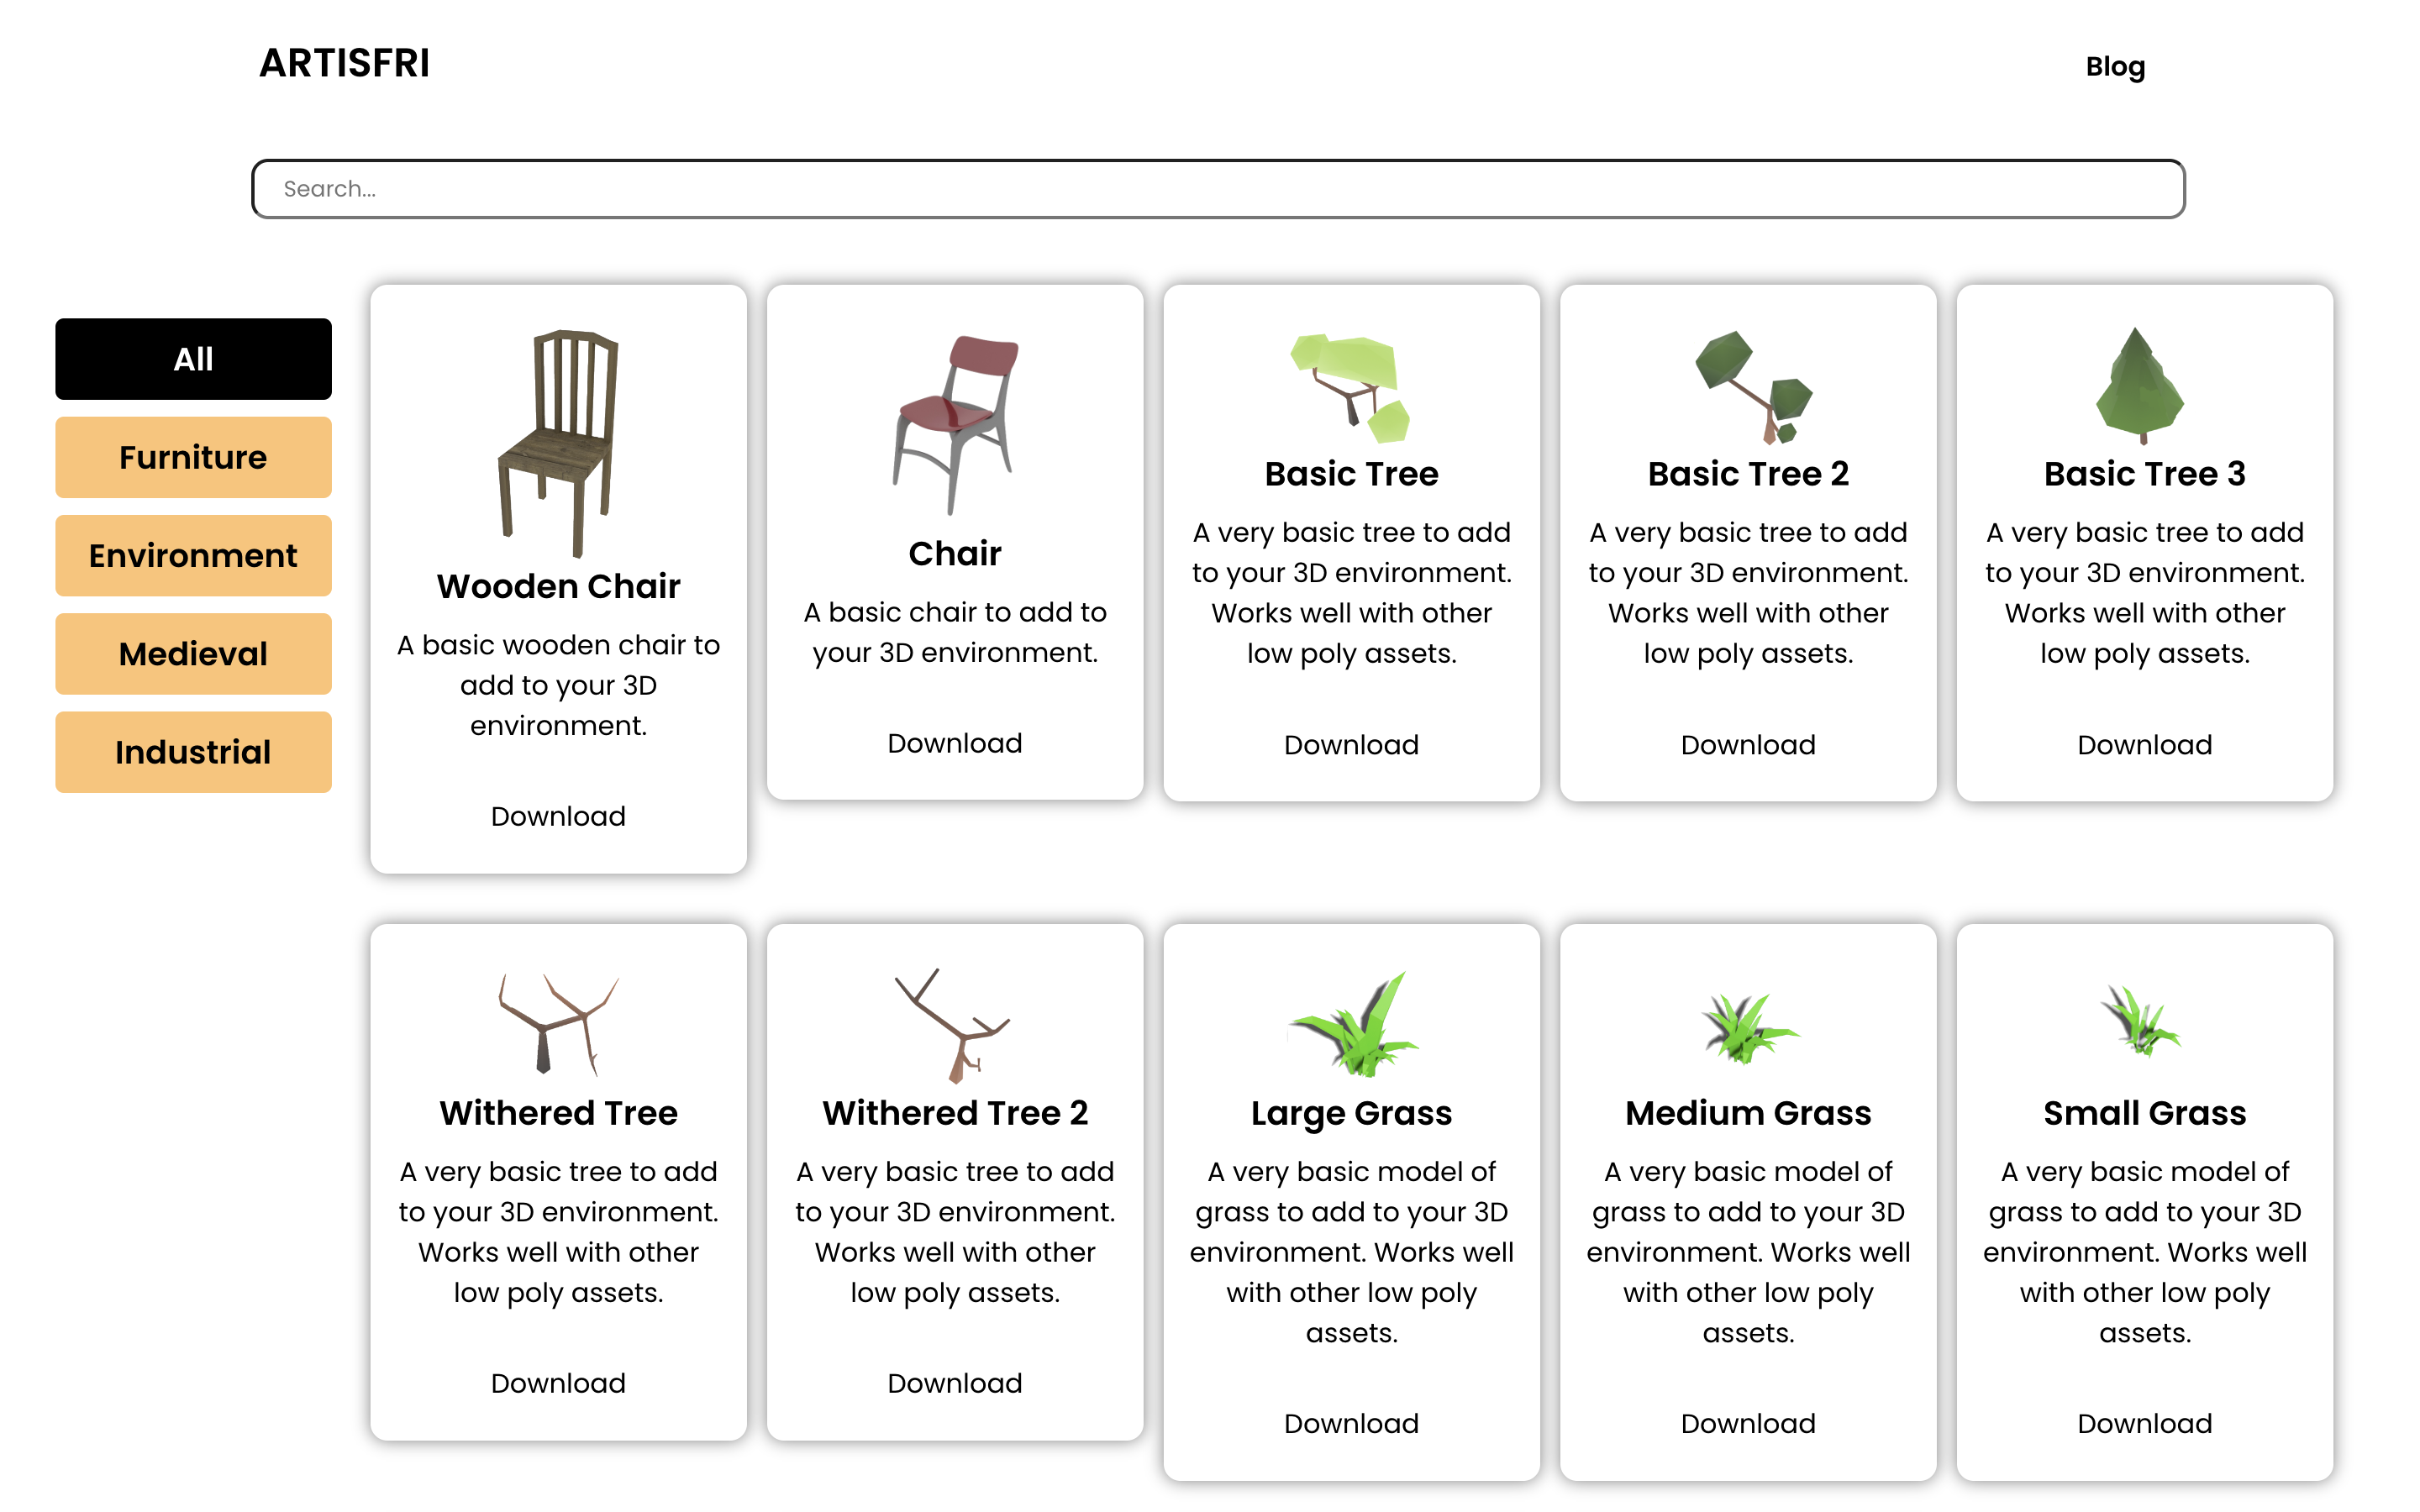 ARTISFRI
Blog
Search...
All
Furniture
Environment
Medieval
Industrial
Wooden Chair
A basic wooden chair to
add to your 3D
environment.
Download
Chair
A basic chair to add to
your 3D environment.
Download
Basic Tree
A very basic tree to add
to your 3D environment.
Works well with other
low poly assets.
Download
Basic Tree 2
A very basic tree to add
to your 3D environment.
Works well with other
low poly assets.
Download
Basic Tree 3
A very basic tree to add
to your 3D environment.
Works well with other
low poly assets.
Download
Withered Tree
A very basic tree to add
to your 3D environment.
Works well with other
low poly assets.
Download
Withered Tree 2
A very basic tree to add
to your 3D environment.
Works well with other
low poly assets.
Download
Large Grass
A very basic model of
grass to add to your 3D
environment. Works well
with other low poly
assets.
Download
Medium Grass
A very basic model of
grass to add to your 3D
environment. Works well
with other low poly
assets.
Download
Small Grass
A very basic model of
grass to add to your 3D
environment. Works well
with other low poly
assets.
Download